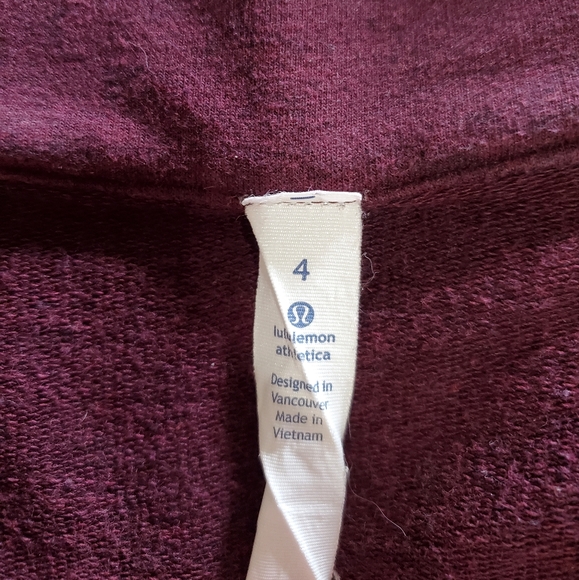 4
lululemon
athletica
Designed in
Vancouver
Made in
Vietnam